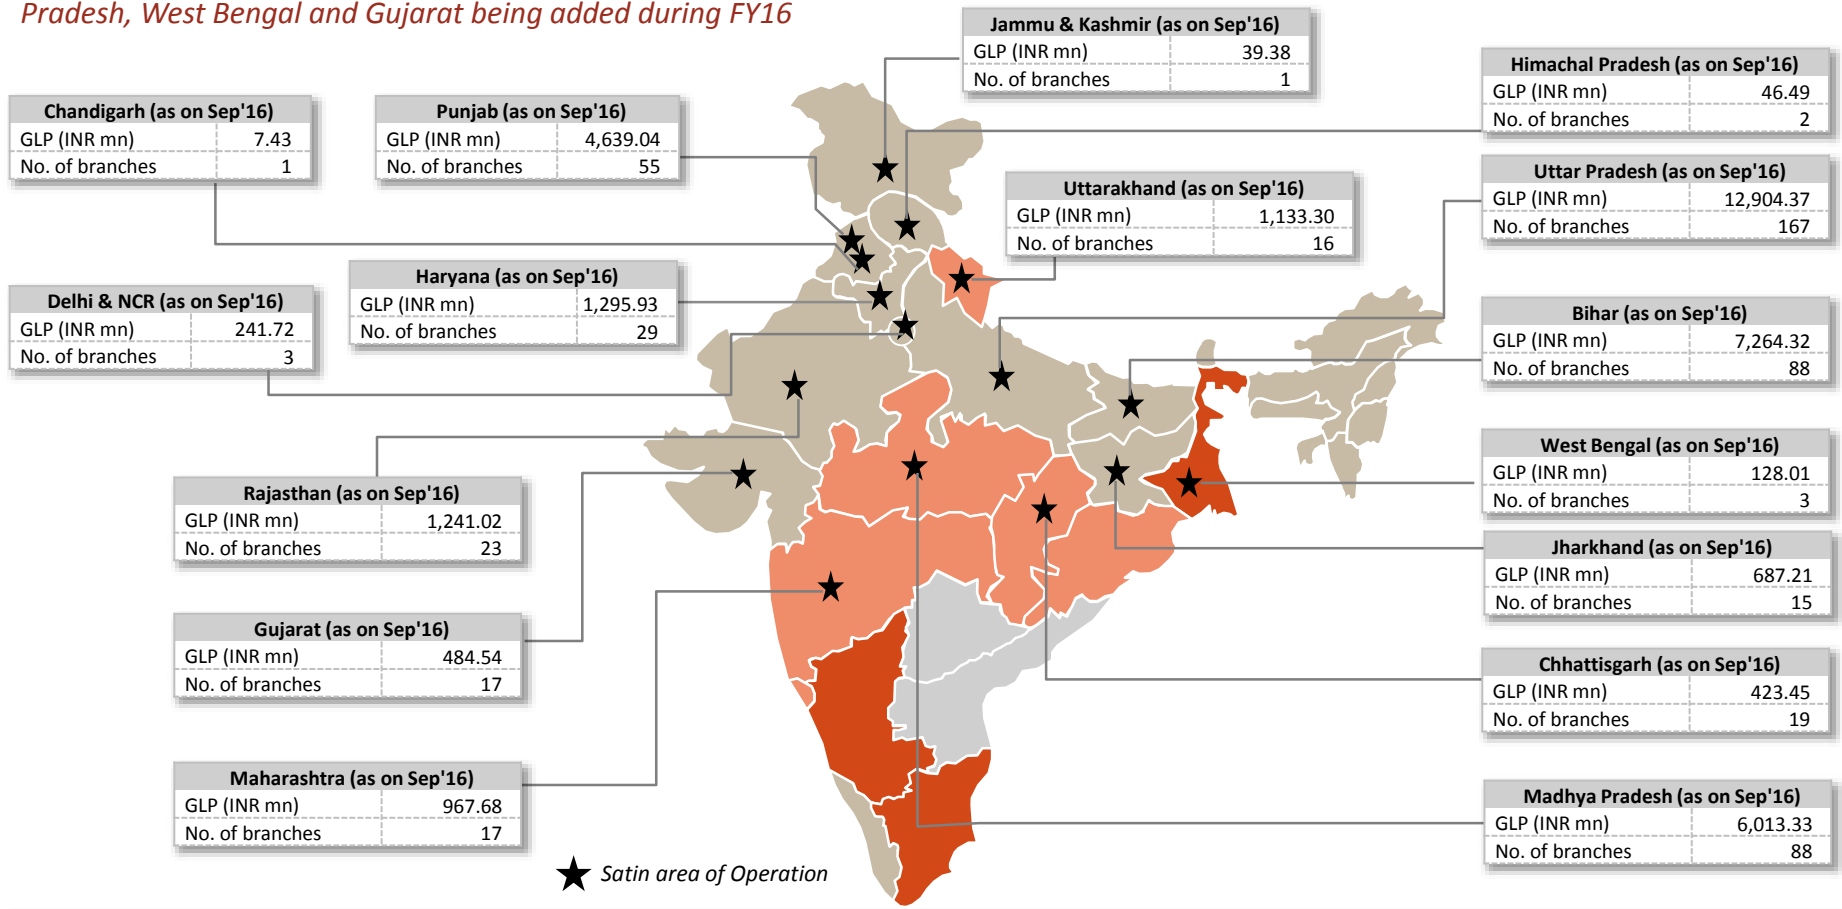 Pradesh, West Bengal and Gujarat being added during FY16
Jammu & Kashmir (as on Sep'16)
GLP (INR mn) 39.38
No. of branches 1
Himachal Pradesh (as on Sep'16)
GLP (INR mn) 46.49
No. of branches 2
Chandigarh (as on Sep'16)
GLP (INR mn) 7.43
No. of branches 1
Punjab (as on Sep'16)
GLP (INR mn) 4,639.04
No. of branches 55
Uttar Pradesh (as on Sep'16)
GLP (INR mn) 12,904.37
No. of branches 167
Uttarakhand (as on Sep'16)
GLP (INR mn) 1,133.30
No. of branches 16
Haryana (as on Sep'16)
GLP (INR mn) 1,295.93
No. of branches 29
Delhi & NCR (as on Sep'16)
GLP (INR mn) 241.72
No. of branches 3
Bihar (as on Sep'16)
GLP (INR mn) 7,264.32
No. of branches 88
West Bengal (as on Sep'16)
GLP (INR mn) 128.01
No. of branches 3
Rajasthan (as on Sep'16)
GLP (INR mn) 1,241.02
No. of branches 23
Jharkhand (as on Sep'16)
GLP (INR mn) 687.21
No. of branches 15
Gujarat (as on Sep'16)
GLP (INR mn) 484.54
No. of branches 17
Chhattisgarh (as on Sep'16)
GLP (INR mn) 423.45
No. of branches 19
Maharashtra (as on Sep'16)
GLP (INR mn) 967.68
No. of branches 17
Madhya Pradesh (as on Sep'16)
GLP (INR mn) 6,013.33
No. of branches 88
Satin area of Operation